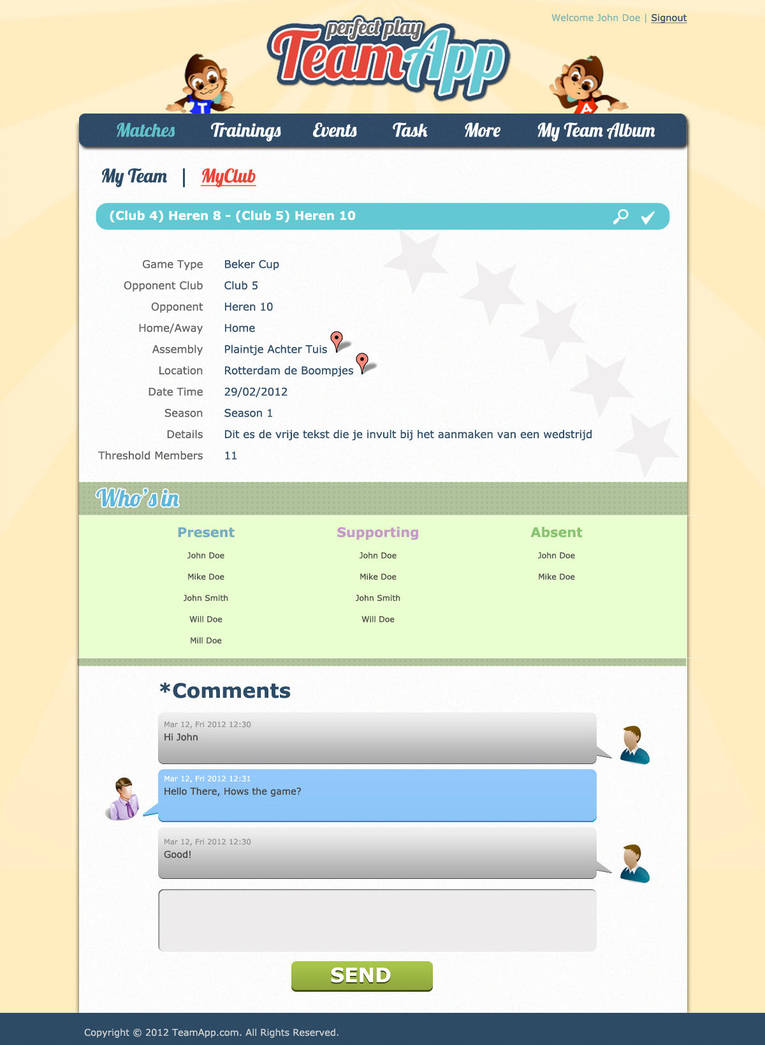 Welcome John Doe | Signout
perfect play
TeamApp
T
A
Matches Trainings Events Task More My Team Album
My Team | MyClub
(Club 4) Heren 8 - (Club 5) Heren 10
Game Type Beker Cup
Opponent Club Club 5
Opponent Heren 10
Home/Away Home
Assembly Plaintje Achter Tuis
Location Rotterdam de Boompjes
Date Time 29/02/2012
Season Season 1
Details Dit es de vrije tekst die je invult bij het aanmaken van een wedstrijd
Threshold Members 11
Who's in
Present Supporting Absent
John Doe John Doe John Doe
Mike Doe Mike Doe Mike Doe
John Smith John Smith
Will Doe Will Doe
Mill Doe
*Comments
Mar 12, Fri 2012 12:30
Hi John
Mar 12, Fri 2012 12:31
Hello There, Hows the game?
Mar 12, Fri 2012 12:30
Good!
SEND
Copyright © 2012 TeamApp.com. All Rights Reserved.